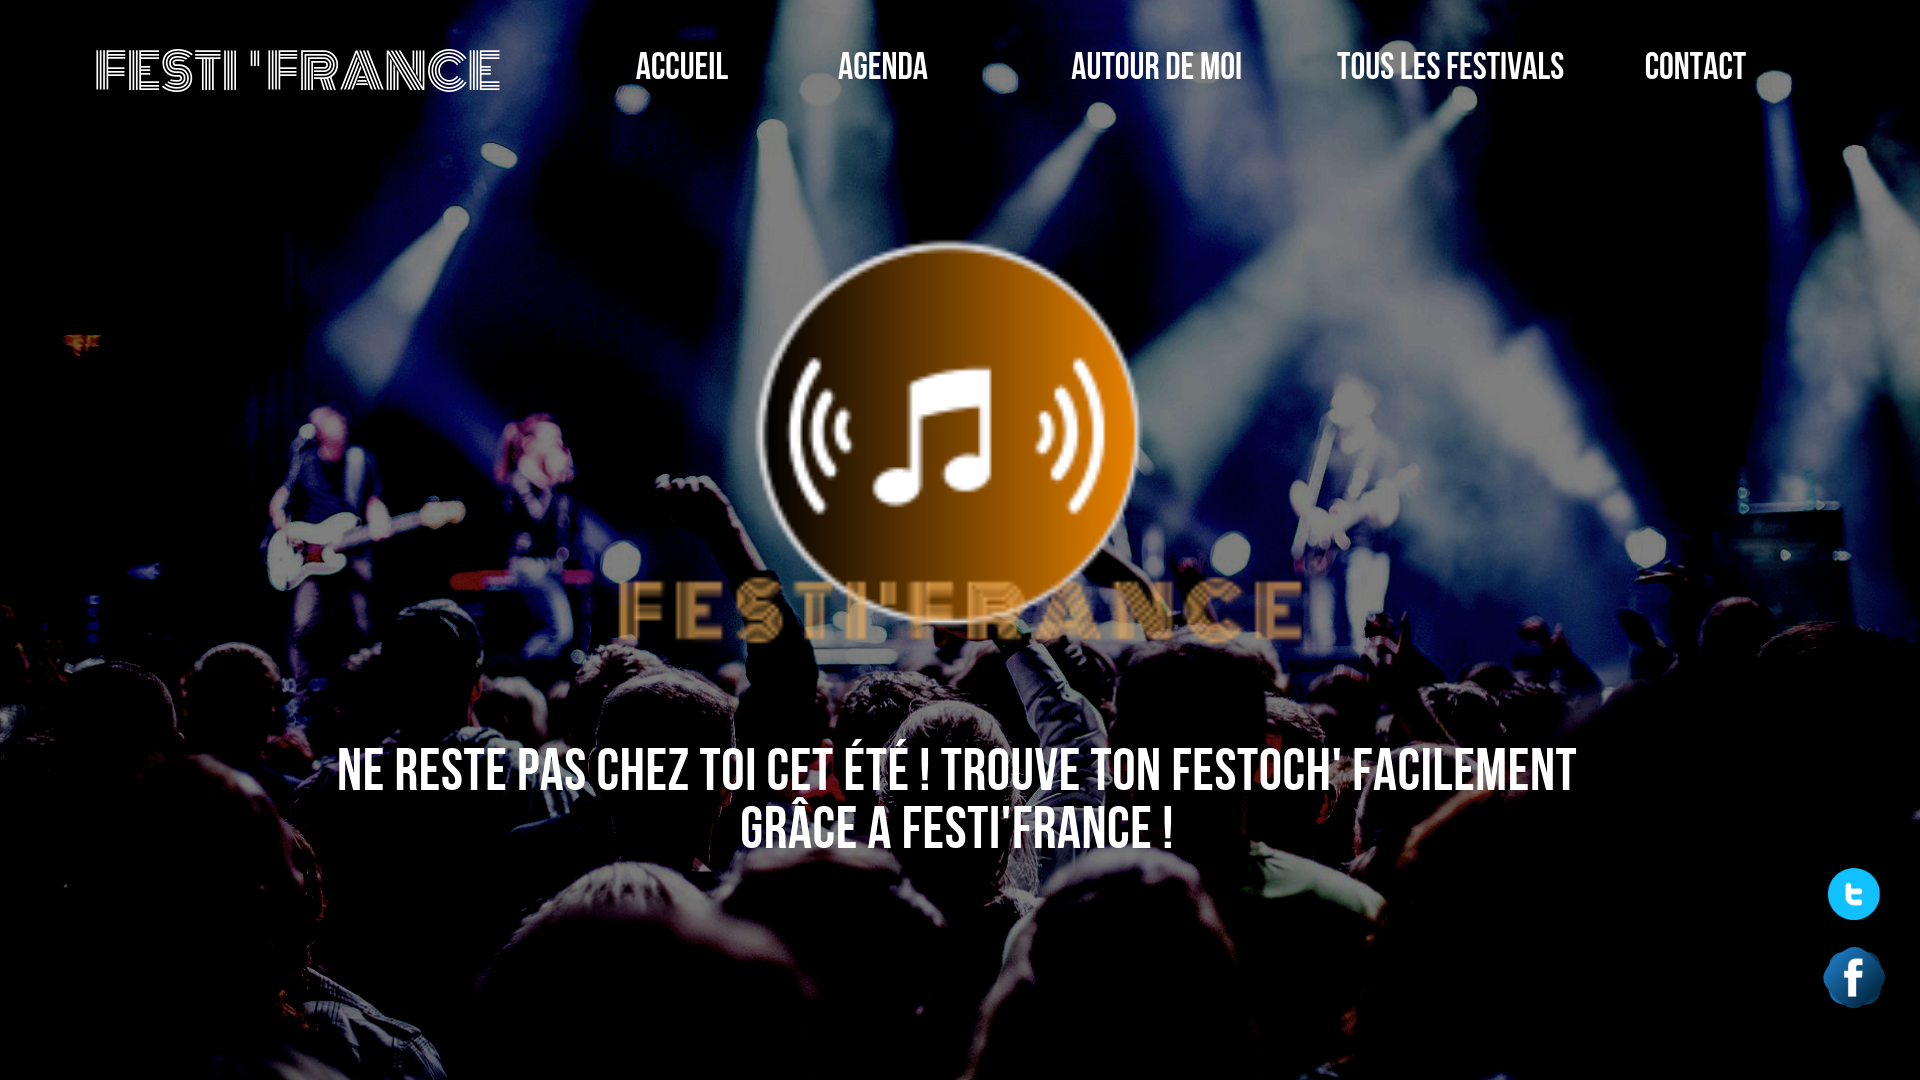 FESTI'FRANCE
ACCUEIL
AGENDA
AUTOUR DE MOI
TOUS LES FESTIVALS
CONTACT
FESTI'FRANCE
NE RESTE PAS CHEZ TOI CET ÉTÉ ! TROUVE TON FESTOCH' FACILEMENT
GRÂCE A FESTI'FRANCE !